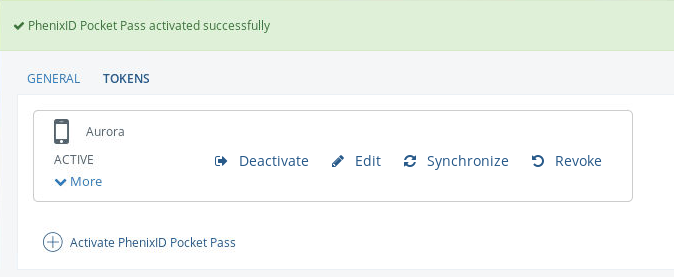 PhenixID Pocket Pass activated successfully
GENERAL TOKENS
Aurora
ACTIVE Deactivate Edit Synchronize Revoke
More
Activate PhenixID Pocket Pass